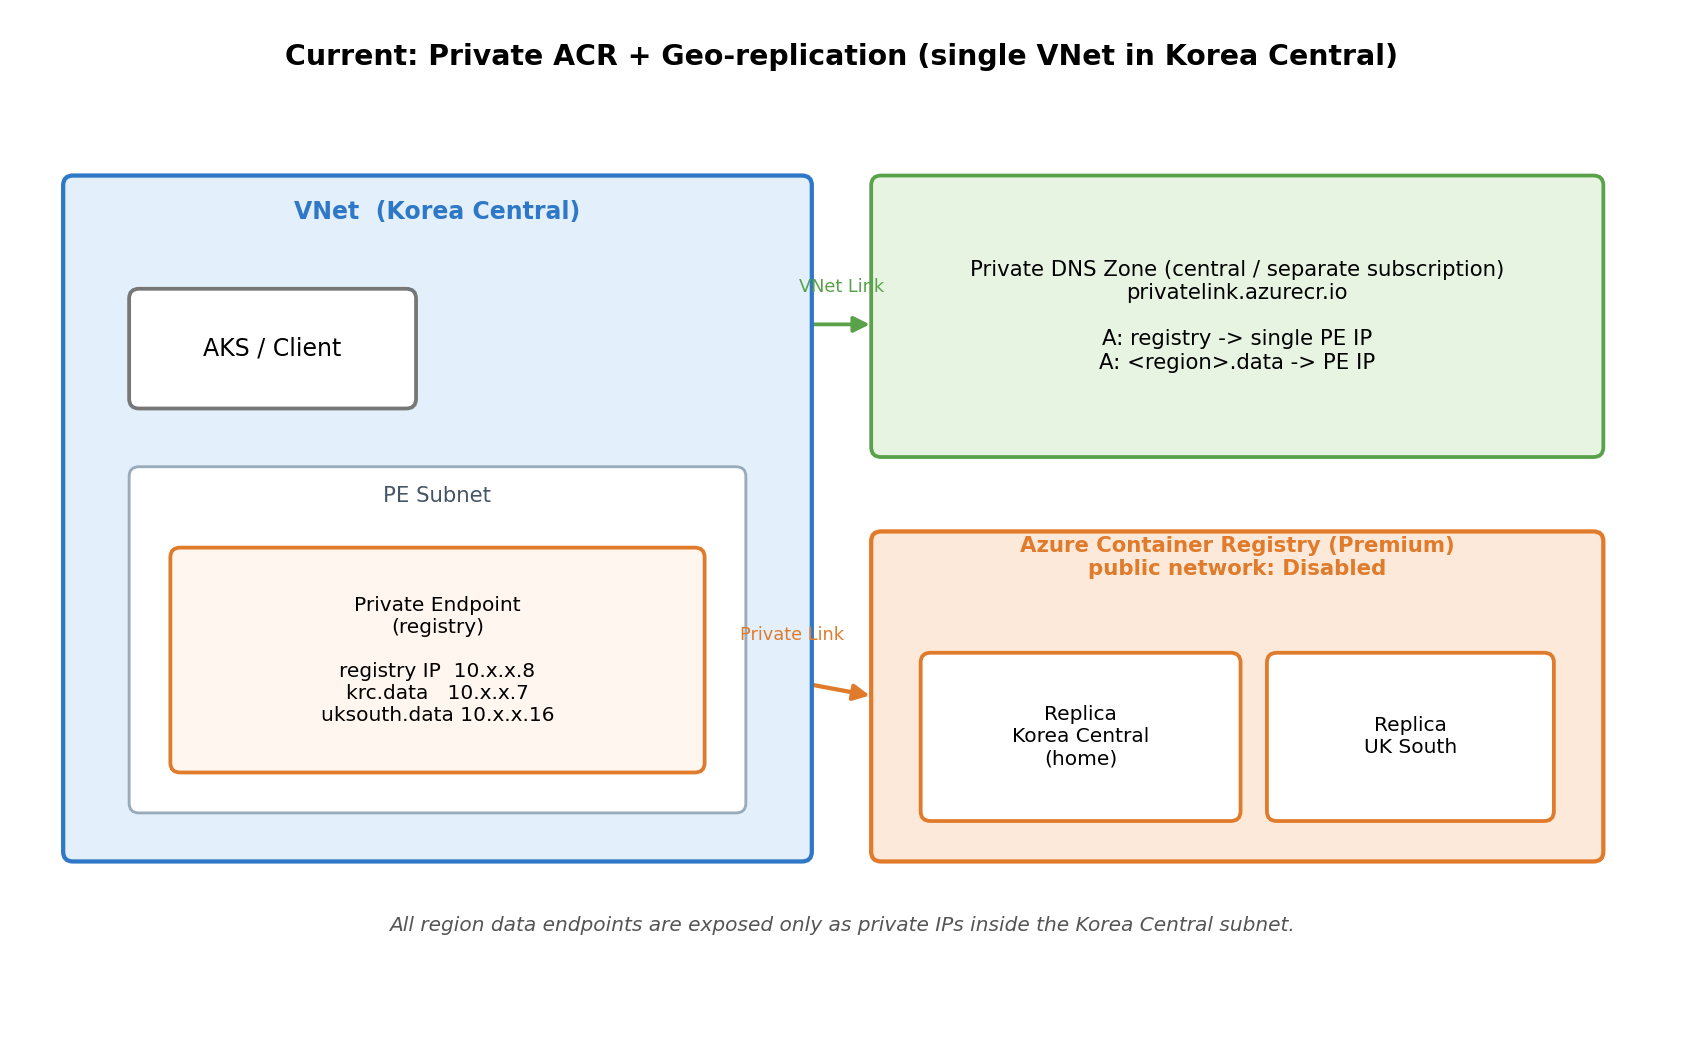 Current: Private ACR + Geo-replication (single VNet in Korea Central)
VNet  (Korea Central)
AKS / Client
VNet Link
Private DNS Zone (central / separate subscription)
privatelink.azurecr.io
A: registry -> single PE IP
A: <region>.data -> PE IP
PE Subnet
Private Endpoint
(registry)
registry IP  10.x.x.8
krc.data   10.x.x.7
uksouth.data 10.x.x.16
Private Link
Azure Container Registry (Premium)
public network: Disabled
Replica
Korea Central
(home)
Replica
UK South
All region data endpoints are exposed only as private IPs inside the Korea Central subnet.